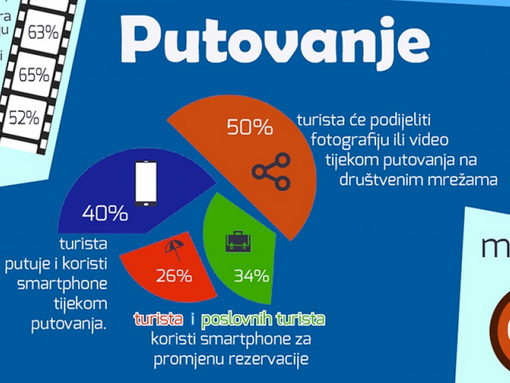 ra
ju
i
63%
65%
52%
Putovanje
50%
turista će podijeliti
fotografiju ili video
tijekom putovanja na
društvenim mrežama
40%
turista
putuje i koristi
smartphone
tijekom
putovanja.
26%
34%
turista i poslovnih turista
koristi smartphone za
promjenu rezervacije
m